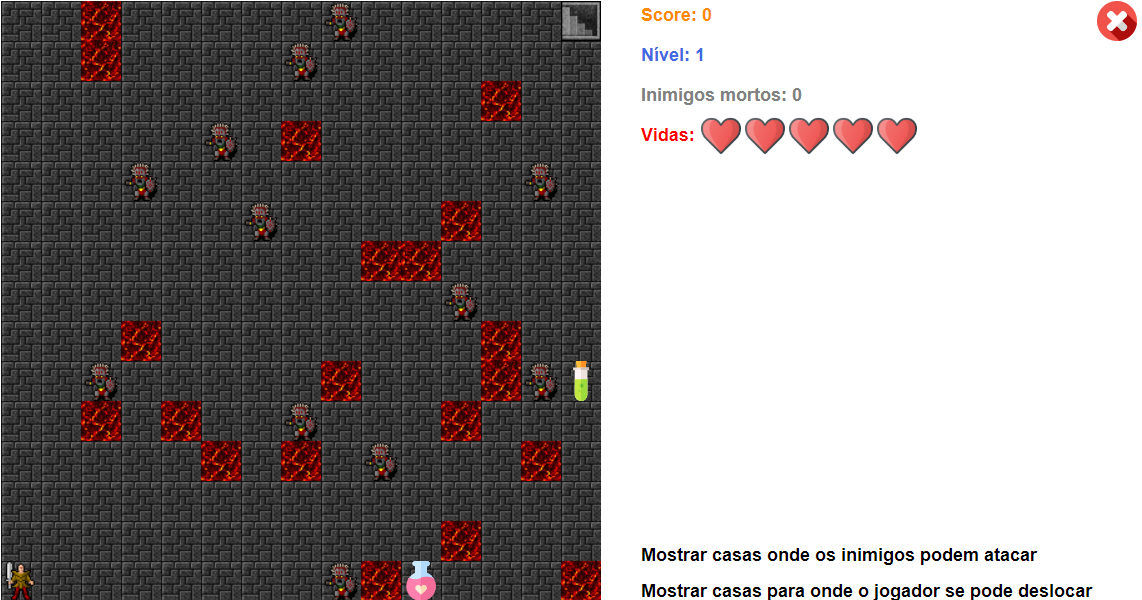 Score: 0
Nível: 1
Inimigos mortos: 0
Vidas:
Mostrar casas onde os inimigos podem atacar
Mostrar casas para onde o jogador se pode deslocar